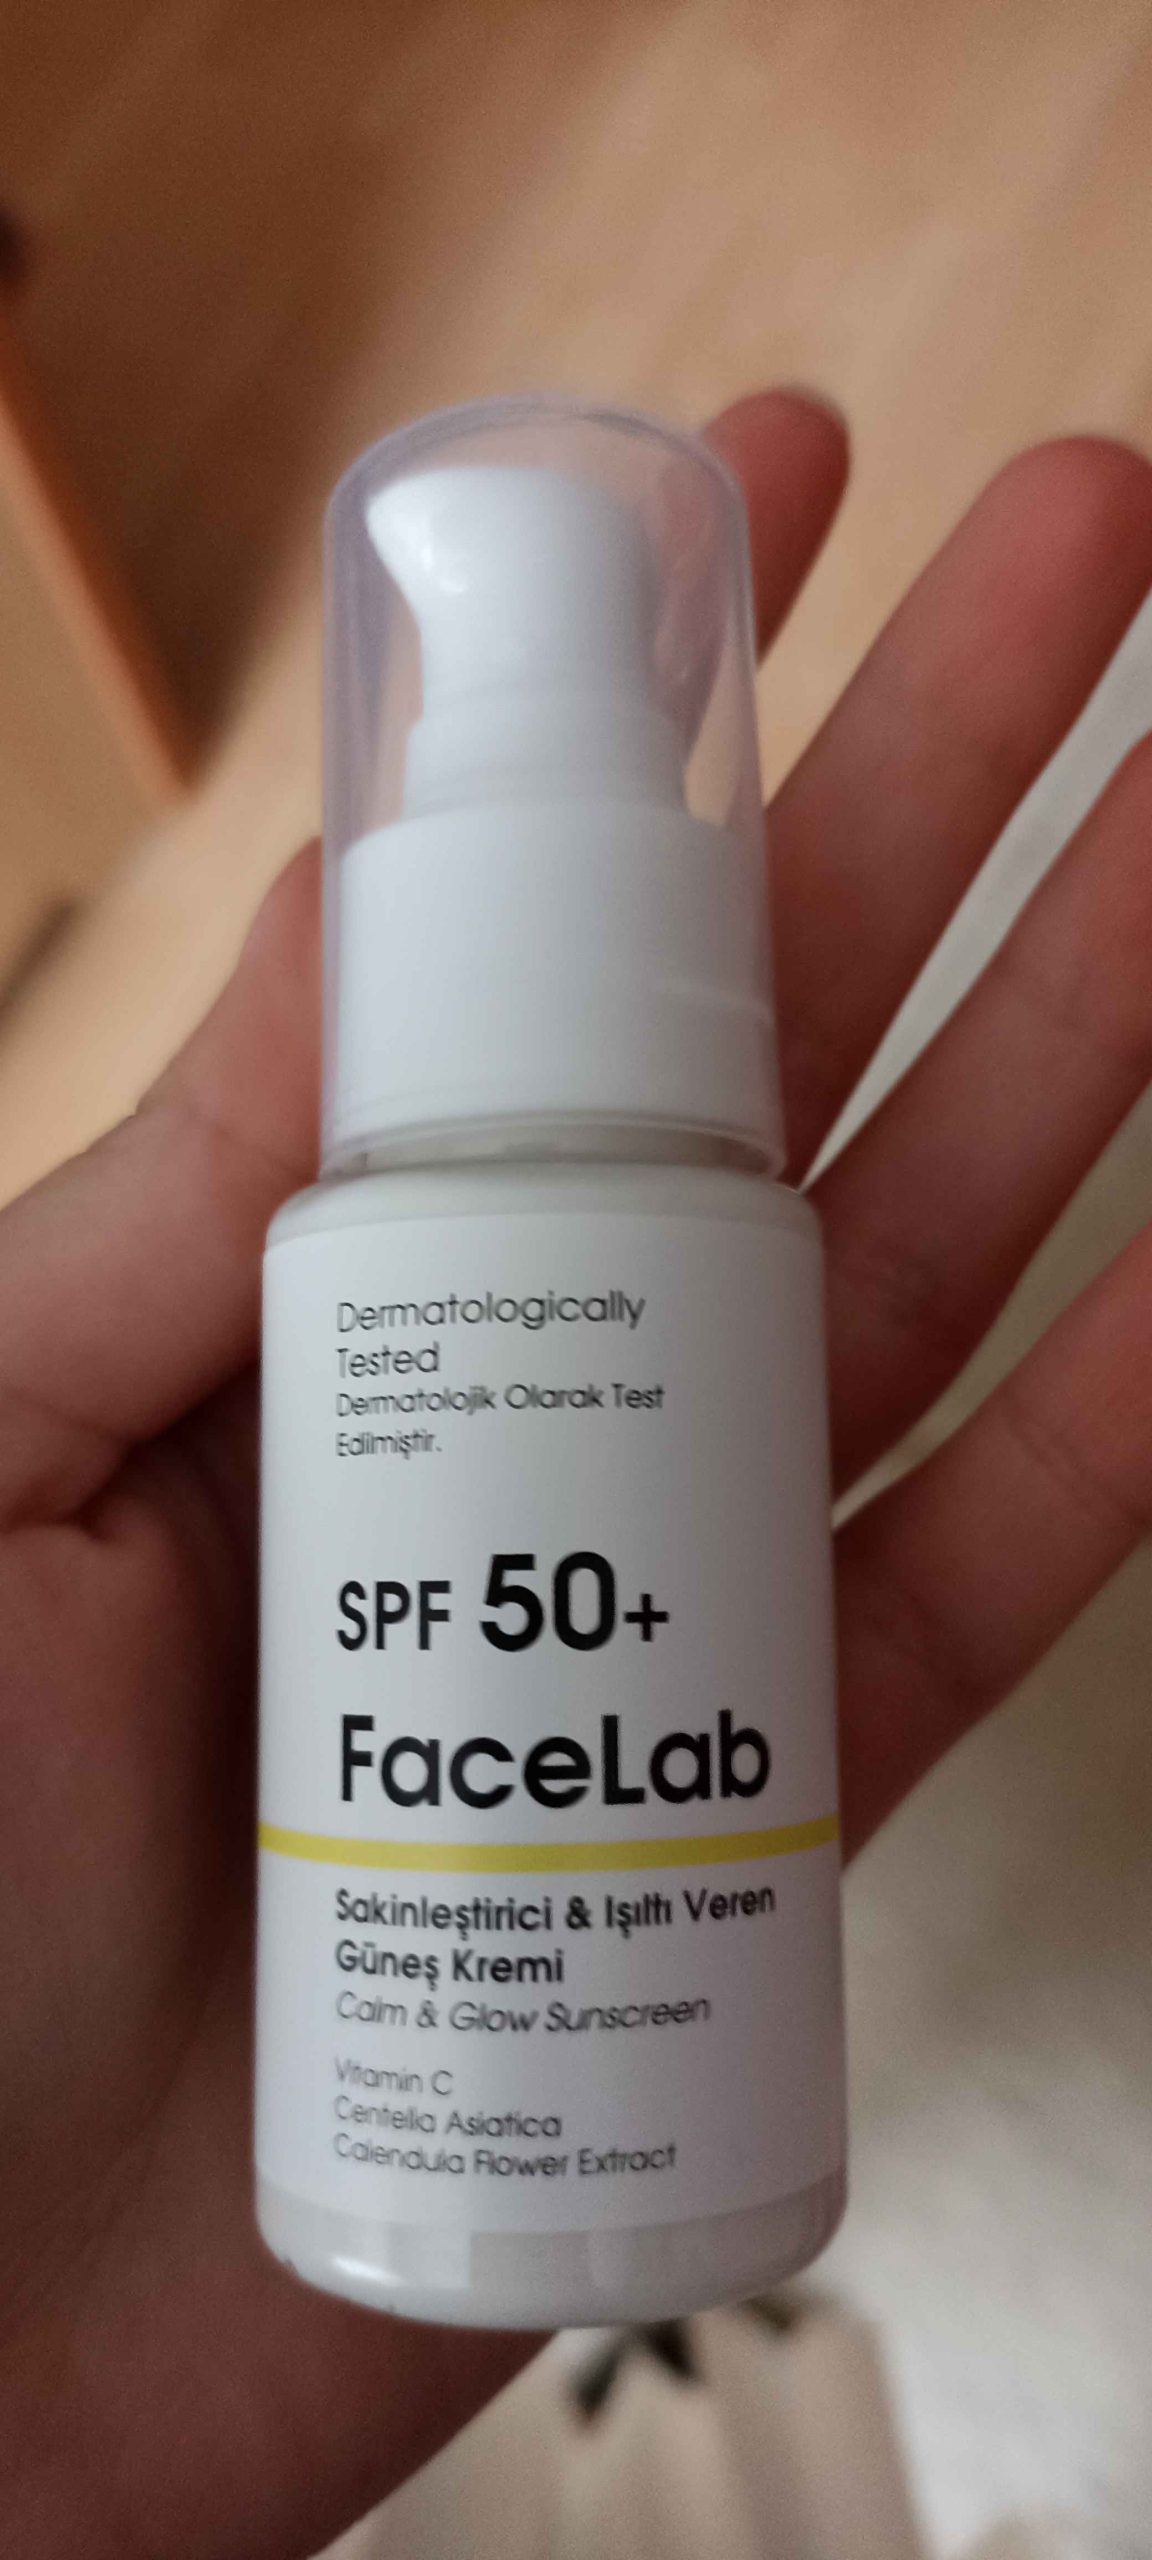 Dermatologically
Tested
Dermatolojik Olarak Test
Edilmiştir.
SPF 50+
FaceLab
Sakinleştirici & Işıltı Veren
Güneş Kremi
Calm & Glow Sunscreen
Vitamin C
Centella Asiatica
Calendula Flower Extract